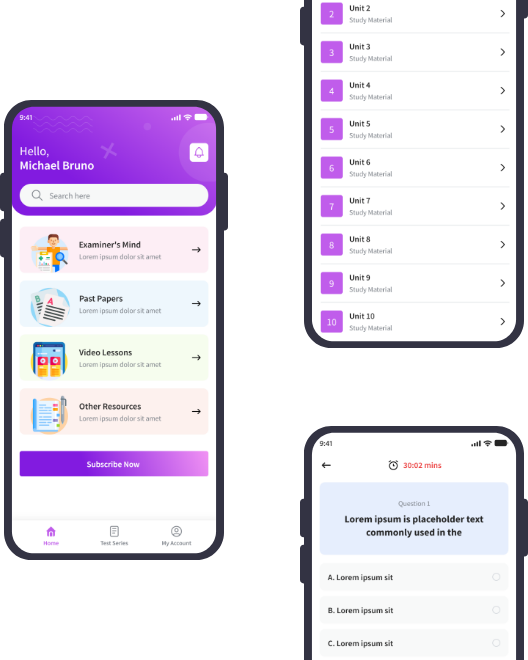 9:41
Hello,
Michael Bruno
Search here
Examiner's Mind
Lorem ipsum dolor sit amet
Past Papers
Lorem ipsum dolor sit amet
B
A
Video Lessons
Lorem ipsum dolor sit amet
Other Resources
Lorem ipsum dolor sit amet
Subscribe Now
Home
Test Series
My Account
2
Unit 2
Study Material
3
Unit 3
Study Material
4
Unit 4
Study Material
5
Unit 5
Study Material
6
Unit 6
Study Material
7
Unit 7
Study Material
8
Unit 8
Study Material
9
Unit 9
Study Material
10
Unit 10
Study Material
9:41
30:02 mins
Question 1
Lorem ipsum is placeholder text
commonly used in the
A. Lorem ipsum sit
B. Lorem ipsum sit
C. Lorem ipsum sit